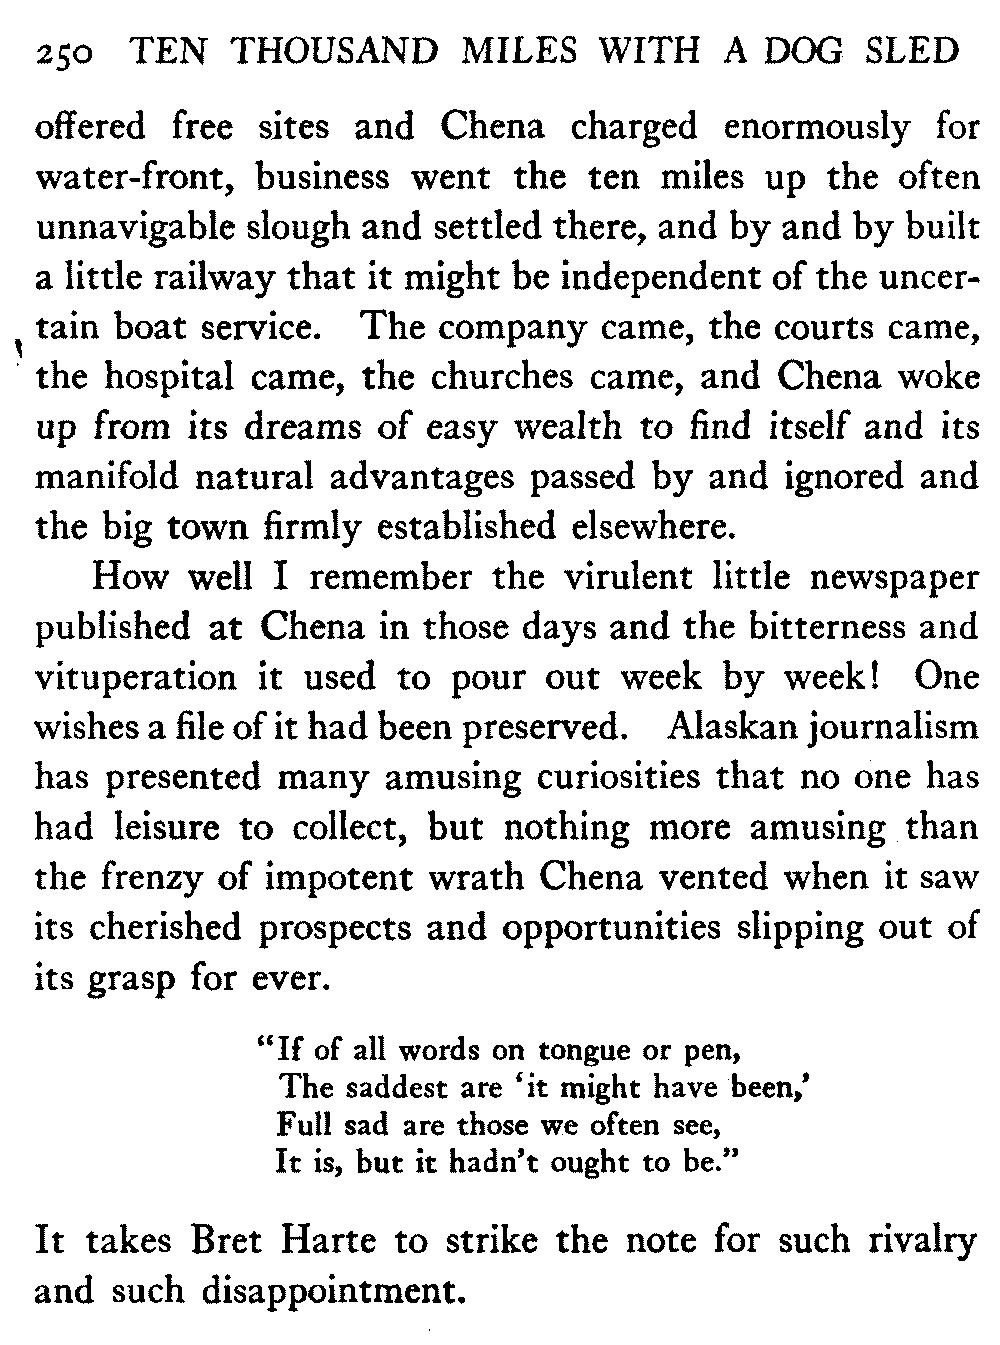 250 TEN THOUSAND MILES WITH A DOG SLED
offered free sites and Chena charged enormously for
water-front, business went the ten miles up the often
unnavigable slough and settled there, and by and by built
a little railway that it might be independent of the uncer-
tain boat service. The company came, the courts came,
the hospital came, the churches came, and Chena woke
up from its dreams of easy wealth to find itself and its
manifold natural advantages passed by and ignored and
the big town firmly established elsewhere.
How well I remember the virulent little newspaper
published at Chena in those days and the bitterness and
vituperation it used to pour out week by week! One
wishes a file of it had been preserved. Alaskan journalism
has presented many amusing curiosities that no one has
had leisure to collect, but nothing more amusing than
the frenzy of impotent wrath Chena vented when it saw
its cherished prospects and opportunities slipping out of
its grasp for ever.
"If of all words on tongue or pen,
The saddest are 'it might have been,'
Full sad are those we often see,
It is, but it hadn't ought to be."
It takes Bret Harte to strike the note for such rivalry
and such disappointment.